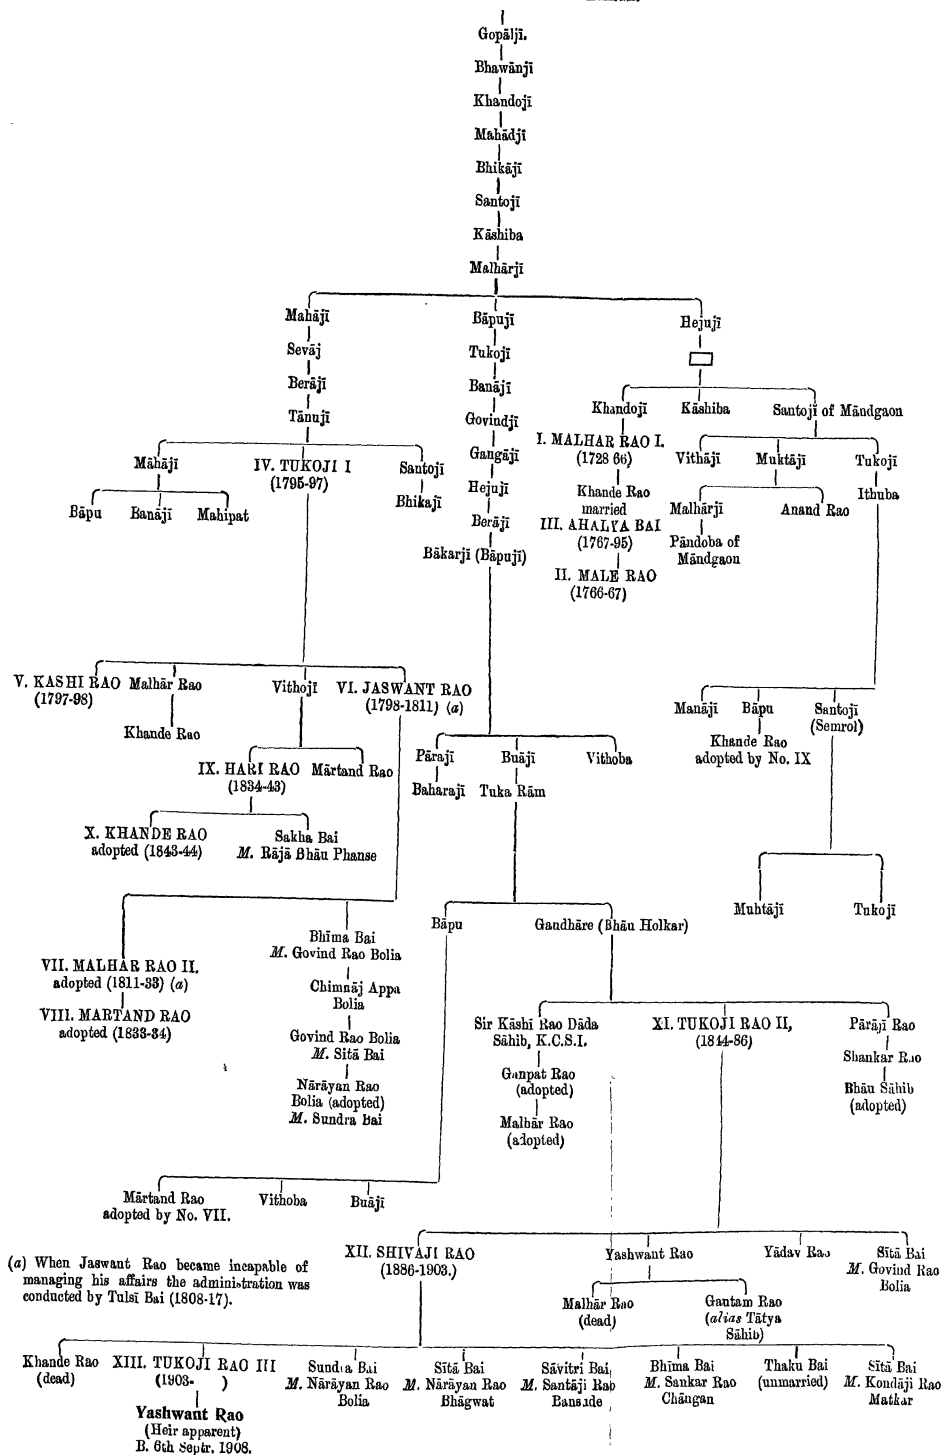 Gopālji.
Bhawānji
Khandoji
Mahādji
Bhikāji
Santoji
Kāshiba
Malhārji
Mahāji
Bāpuji
Hejuji
Sevāj
Tukoji
Berāji
Banāji
Tānuji
Govindji
Khandoji
Kāshiba
Santoji of Māndgaon
Māhāji
IV. TUKOJI I
(1795-97)
Santoji
Bhikaji
Gangāji
I. MALHAR RAO I.
(1728 66)
Vithāji
Muktāji
Tukoji
Bāpu
Banāji
Mahipat
Hejuji
Khande Rao
married
Malhārji
Anand Rao
Ithuba
Berāji
III. AHALYA BAI
(1767-95)
Pāndoba of
Māndgaon
Bākarji (Bāpuji)
II. MALE RAO
(1766-67)
V. KASHI RAO
(1797-98)
Malhār Rao
Vithoji
VI. JASWANT RAO
(1798-1811) (a)
Khande Rao
Manāji
Bāpu
Santoji
(Semrol)
Khande Rao
adopted by No. IX
IX. HARI RAO
(1834-43)
Mārtand Rao
Pāraji
Buāji
Vithoba
Baharaji
Tuka Rām
X. KHANDE RAO
adopted (1843-44)
Sakha Bai
M. Rājā Bhāu Phanse
Muhtāji
Tukoji
Bāpu
Gandhāre (Bhāu Holkar)
VII. MALHAR RAO II.
adopted (1811-33) (a)
Bhīma Bai
M. Govind Rao Bolia
Chimnāj Appa
Bolia
VIII. MARTAND RAO
adopted (1833-34)
Govind Rao Bolia
M. Sitā Bai
Nārāyan Rao
Bolia (adopted)
M. Sundra Bai
Sir Kāshi Rao Dāda
Sāhib, K.C.S.I.
XI. TUKOJI RAO II,
(1844-86)
Pārāji Rao
Ganpat Rao
(adopted)
Shankar Rao
Malhār Rao
(adopted)
Bhāu Sāhib
(adopted)
Mārtand Rao
adopted by No. VII.
Vithoba
Buāji
(a) When Jaswant Rao became incapable of
managing his affairs the administration was
conducted by Tulsī Bai (1808-17).
XII. SHIVAJI RAO
(1886-1903.)
Yashwant Rao
Yādav Rao
Sītā Bai
M. Govind Rao
Bolia
Malhār Rao
(dead)
Gautam Rao
(alias Tātya
Sāhib)
Khande Rao
(dead)
XIII. TUKOJI RAO III
(1903- )
Sundra Bai
M. Nārāyan Rao
Bolia
Sītā Bai
M. Nārāyan Rao
Bhāgwat
Sāvitri Bai
M. Santāji Rao
Bansude
Bhīma Bai
M. Sankar Rao
Chāngan
Thaku Bai
(unmarried)
Sītā Bai
M. Kondāji Rao
Matkar
Yashwant Rao
(Heir apparent)
B. 6th Septr. 1908.